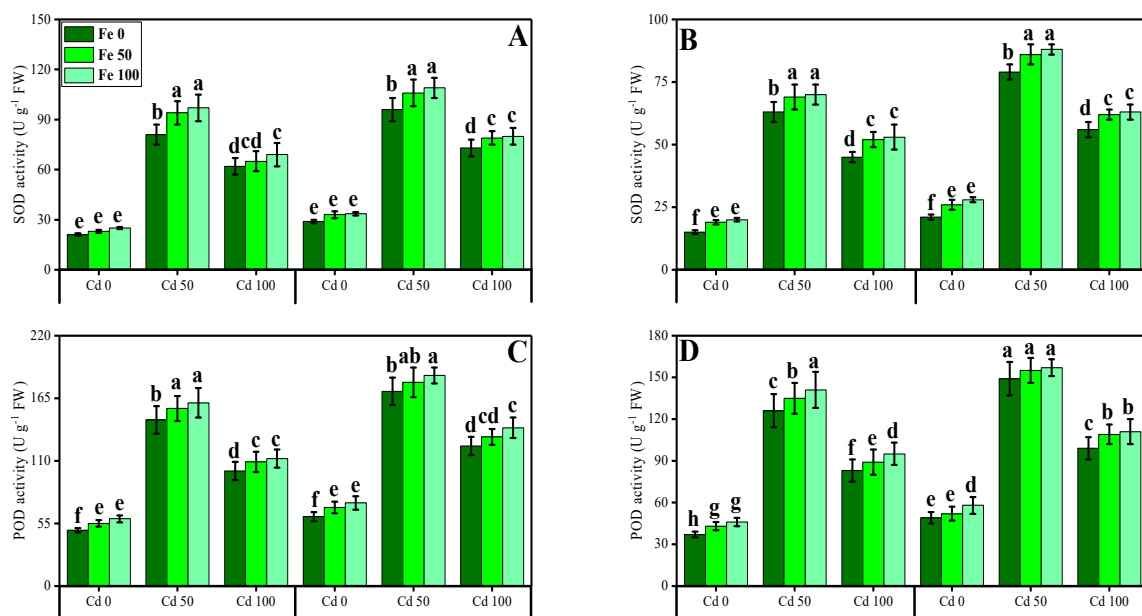 Fe 0
Fe 50
Fe 100
A
SOD activity (U g-1 FW)
150
120
90
60
30
0
e e e b a a d cd c e e e b a a d c c
Cd 0 Cd 50 Cd 100 Cd 0 Cd 50 Cd 100
B
SOD activity (U g-1 FW)
100
75
50
25
0
f e e b a a d c c f e e b a a d c c
Cd 0 Cd 50 Cd 100 Cd 0 Cd 50 Cd 100
C
POD activity (U g-1 FW)
220
165
110
55
0
f e e b a a d c c f e e b ab a d cd c
Cd 0 Cd 50 Cd 100 Cd 0 Cd 50 Cd 100
D
POD activity (U g-1 FW)
180
150
120
90
60
30
0
h g g c b a f e d e e d a a a c b b
Cd 0 Cd 50 Cd 100 Cd 0 Cd 50 Cd 100